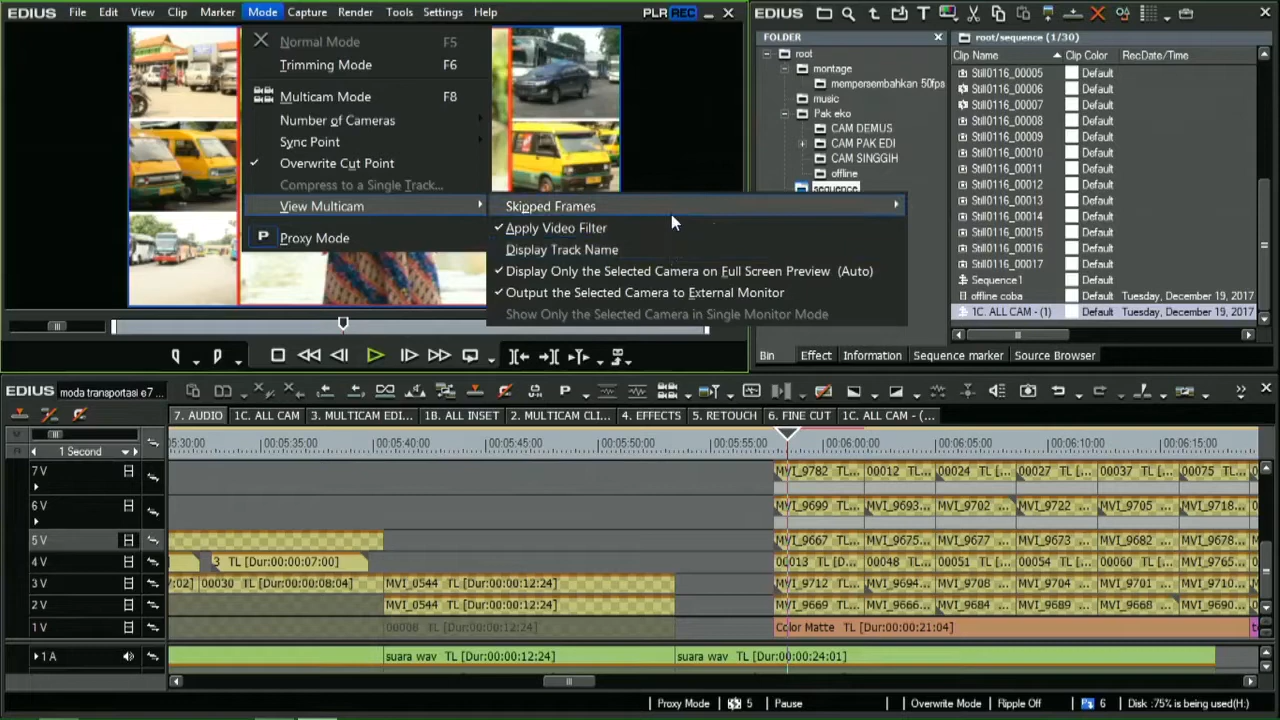 EDIUS File Edit View Clip Marker Mode Capture Render Tools Settings Help PLR REC
Normal Mode F5
Trimming Mode F6
Multicam Mode F8
Number of Cameras
Sync Point
Overwrite Cut Point
Compress to a Single Track...
View Multicam
P Proxy Mode
Skipped Frames
Apply Video Filter
Display Track Name
Display Only the Selected Camera on Full Screen Preview (Auto)
Output the Selected Camera to External Monitor
Show Only the Selected Camera in Single Monitor Mode
EDIUS
FOLDER
root
montage
mempersembahkan 50fps
music
Pak eko
CAM DEMUS
CAM PAK EDI
CAM SINGGIH
offline
sequence
root/sequence (1/30)
Clip Name Clip Color RecDate/Time
Still0116_00005 Default
Still0116_00006 Default
Still0116_00007 Default
Still0116_00008 Default
Still0116_00009 Default
Still0116_00010 Default
Still0116_00011 Default
Still0116_00012 Default
Still0116_00013 Default
Still0116_00014 Default
Still0116_00015 Default
Still0116_00016 Default
Still0116_00017 Default
Sequence1 Default
offline coba Default Tuesday, December 19, 2017
1C. ALL CAM - (1) Default Tuesday, December 19, 2017
Bin Effect Information Sequence marker Source Browser
EDIUS moda transportasi e7 ...
7. AUDIO 1C. ALL CAM 3. MULTICAM EDI... 1B. ALL INSET 2. MULTICAM CLI... 4. EFFECTS 5. RETOUCH 6. FINE CUT 1C. ALL CAM - (...
1 Second
05:30:00 00:05:35:00 00:05:40:00 00:05:45:00 00:05:50:00 00:05:55:00 00:06:00:00 00:06:05:00 00:06:10:00 00:06:15:00
7 V MVI_9782 TL... 00012 TL [... 00024 TL [... 00027 TL [... 00037 TL [... 00075 TL [...
6 V MVI_9699 TL... MVI_9693... MVI_9702 ... MVI_9722 ... MVI_9705 ... MVI_9718...
5 V MVI_9667 TL... MVI_9675... MVI_9677 ... MVI_9673 ... MVI_9682 ... MVI_9678...
4 V 3 TL [Dur:00:00:07:00] 00013 TL [D... 00048 TL [... 00051 TL [... 00054 TL [... 00060 TL [... MVI_9765...
3 V 7:02] 00030 TL [Dur:00:00:08:04] MVI_0544 TL [Dur:00:00:12:24] MVI_9712 TL... MVI_9694... MVI_9708 ... MVI_9704 ... MVI_9701 ... MVI_9710...
2 V MVI_0544 TL [Dur:00:00:12:24] MVI_9669 TL... MVI_9666... MVI_9684 ... MVI_9689 ... MVI_9668 ... MVI_9690...
1 V 00008 TL [Dur:00:00:12:24] Color Matte TL [Dur:00:00:21:04]
1 A suara wav TL [Dur:00:00:12:24] suara wav TL [Dur:00:00:24:01]
Proxy Mode 5 Pause Overwrite Mode Ripple Off 6 Disk :75% is being used(H:)